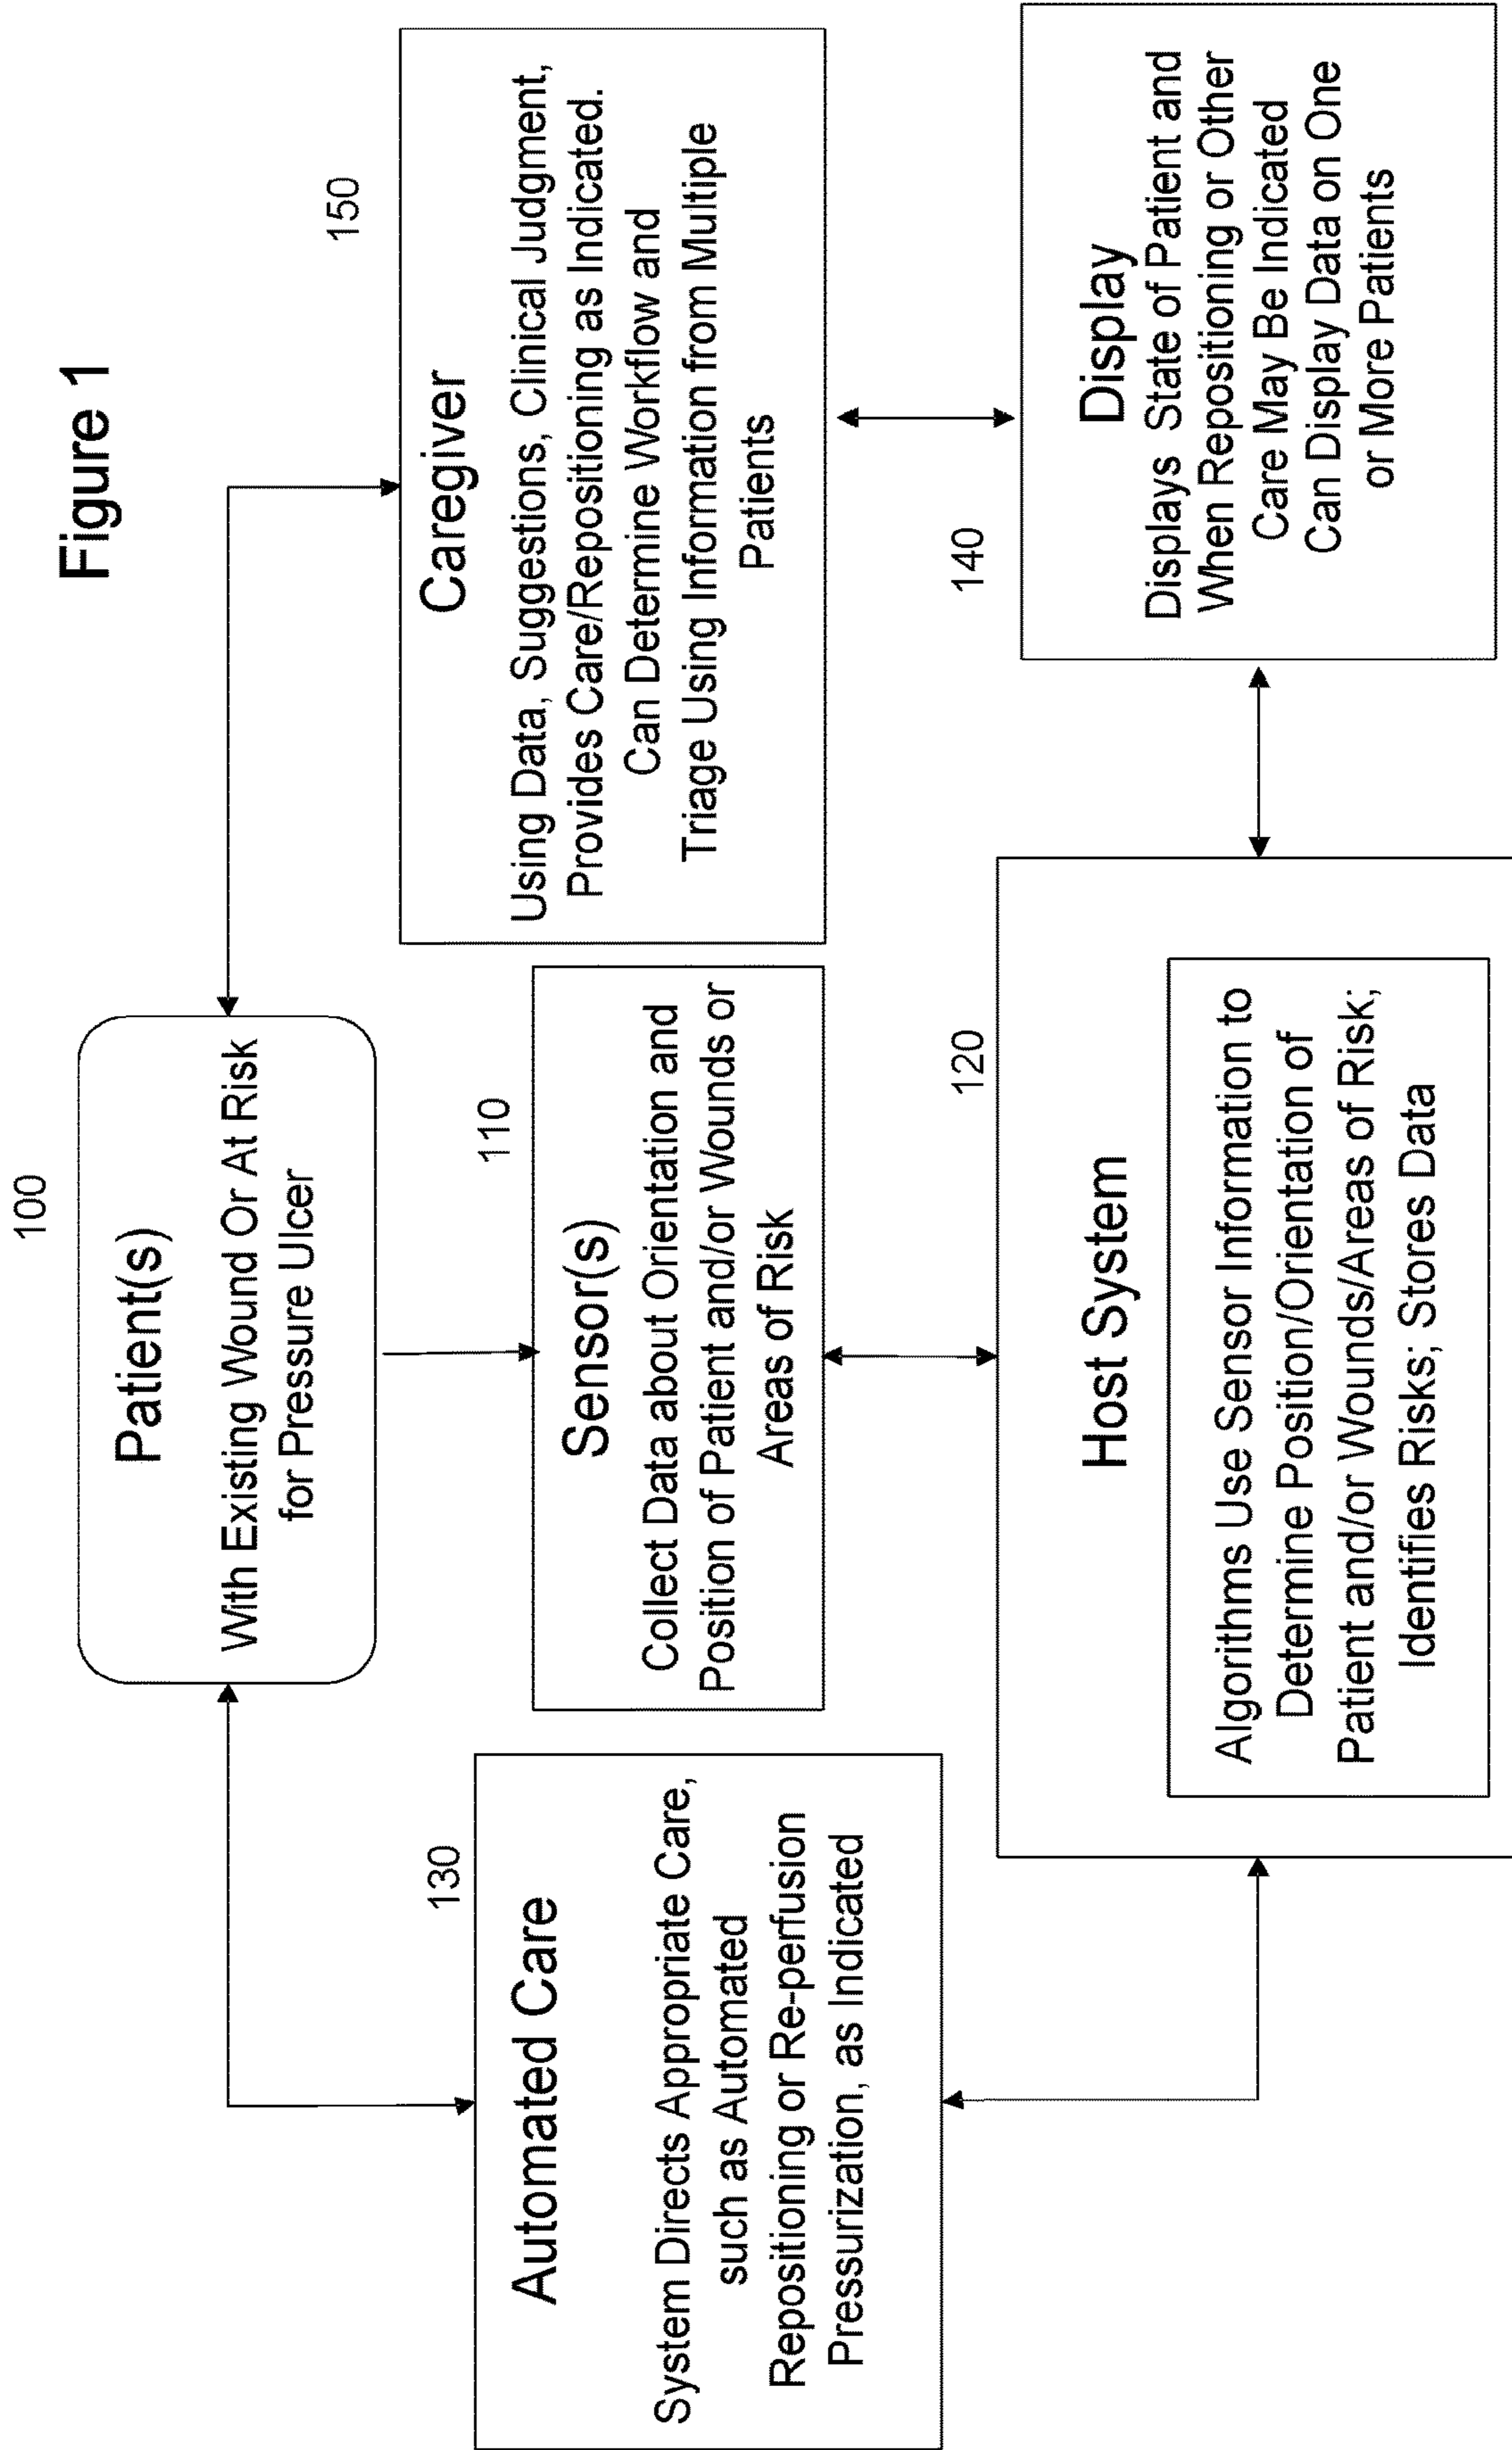 Figure 1
100
Patient(s)
With Existing Wound Or At Risk
for Pressure Ulcer
130
Automated Care
System Directs Appropriate Care,
such as Automated
Repositioning or Re-perfusion
Pressurization, as Indicated
110
Sensor(s)
Collect Data about Orientation and
Position of Patient and/or Wounds or
Areas of Risk
150
Caregiver
Using Data, Suggestions, Clinical Judgment,
Provides Care/Repositioning as Indicated.
Can Determine Workflow and
Triage Using Information from Multiple
Patients
120
Host System
Algorithms Use Sensor Information to
Determine Position/Orientation of
Patient and/or Wounds/Areas of Risk;
Identifies Risks; Stores Data
140
Display
Displays State of Patient and
When Repositioning or Other
Care May Be Indicated
Can Display Data on One
or More Patients